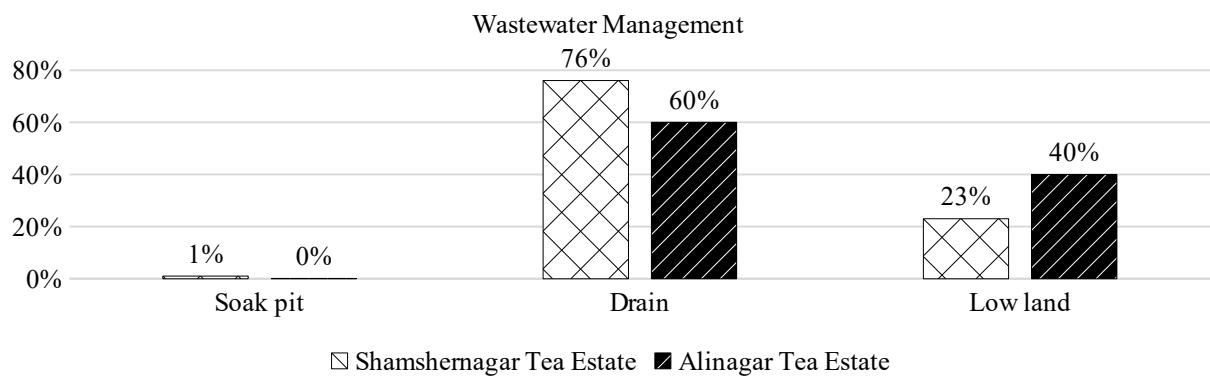 Wastewater Management
76%
80%
60%
60%
40%
40%
23%
20%
1%
0%
0%
Soak pit
Drain
Low land
Shamshernagar Tea Estate
Alinagar Tea Estate